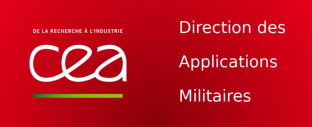 DE LA RECHERCHE À L'INDUSTRIE
cea
Direction des
Applications
Militaires